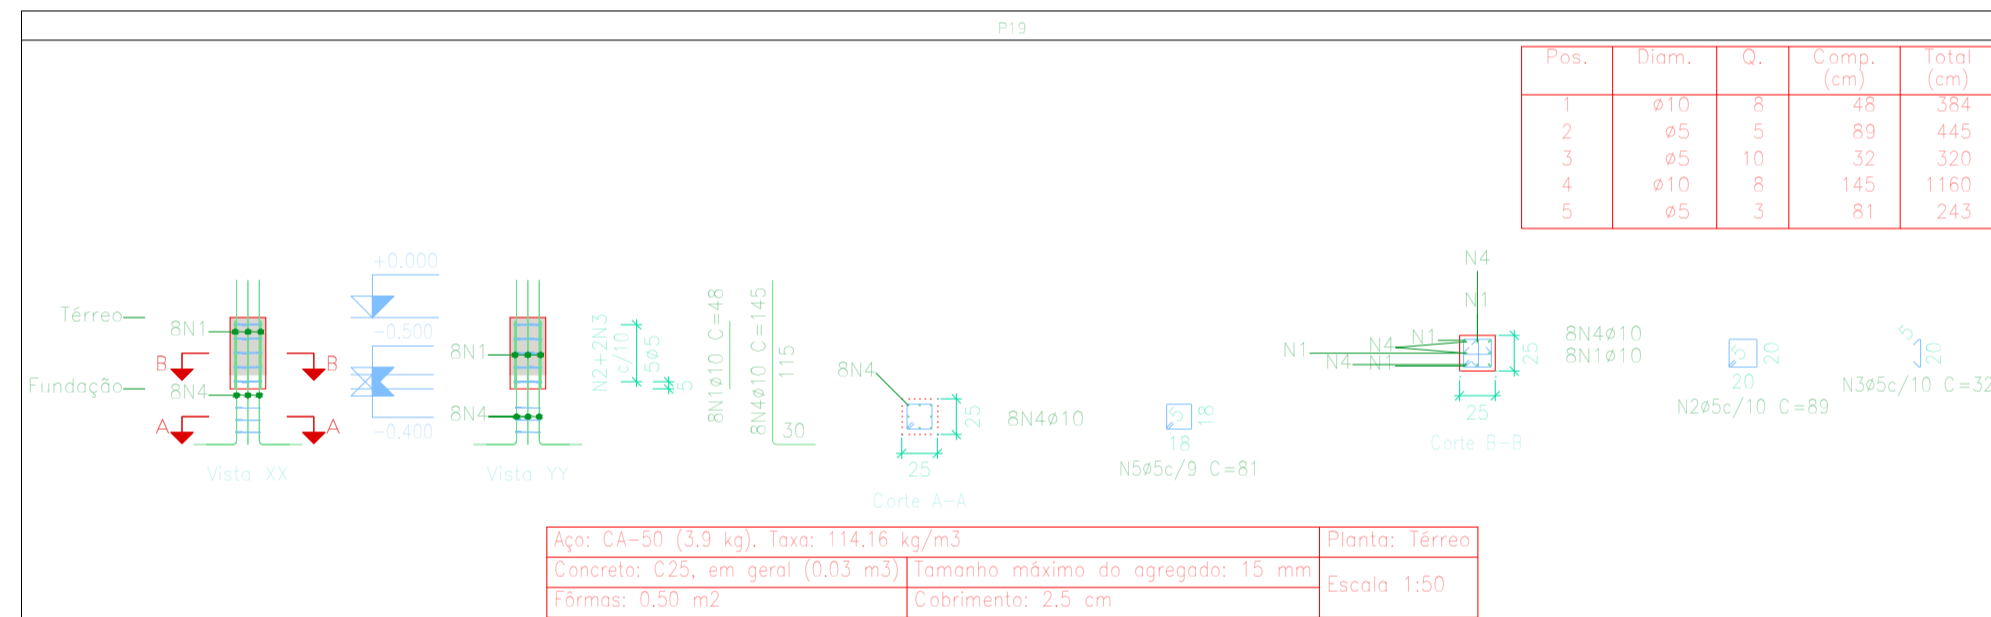 P19
Pos. Diam. Q. Comp. (cm) Total (cm)
1 ø10 8 48 384
2 ø5 5 89 445
3 ø5 10 32 320
4 ø10 8 145 1160
5 ø5 3 81 243
Térreo
Fundação
8N1
B B
8N4
A A
Vista XX
+0.000
-0.500
-0.400
8N1
8N4
Vista YY
N2+2N3
c/10
5ø5
5
8N1ø10 C=48
8N4ø10 C=145
115
30
8N4
25
25
8N4ø10
Corte A-A
5
18
18
N5ø5c/9 C=81
N4
N1
N1
N4
N1
N4
N1
25
25
8N4ø10
8N1ø10
Corte B-B
5
20
20
N2ø5c/10 C=89
5
20
N3ø5c/10 C=32
Aço: CA-50 (3.9 kg). Taxa: 114.16 kg/m3
Planta: Térreo
Concreto: C25, em geral (0.03 m3)
Tamanho máximo do agregado: 15 mm
Escala 1:50
Fôrmas: 0.50 m2
Cobrimento: 2.5 cm